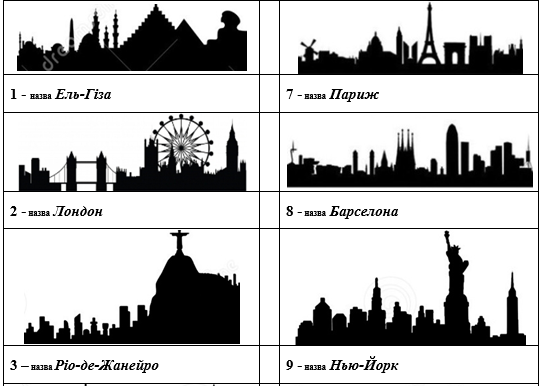 1 - назва Ель-Гіза
7 - назва Париж
2 - назва Лондон
8 - назва Барселона
3 – назва Ріо-де-Жанейро
9 - назва Нью-Йорк